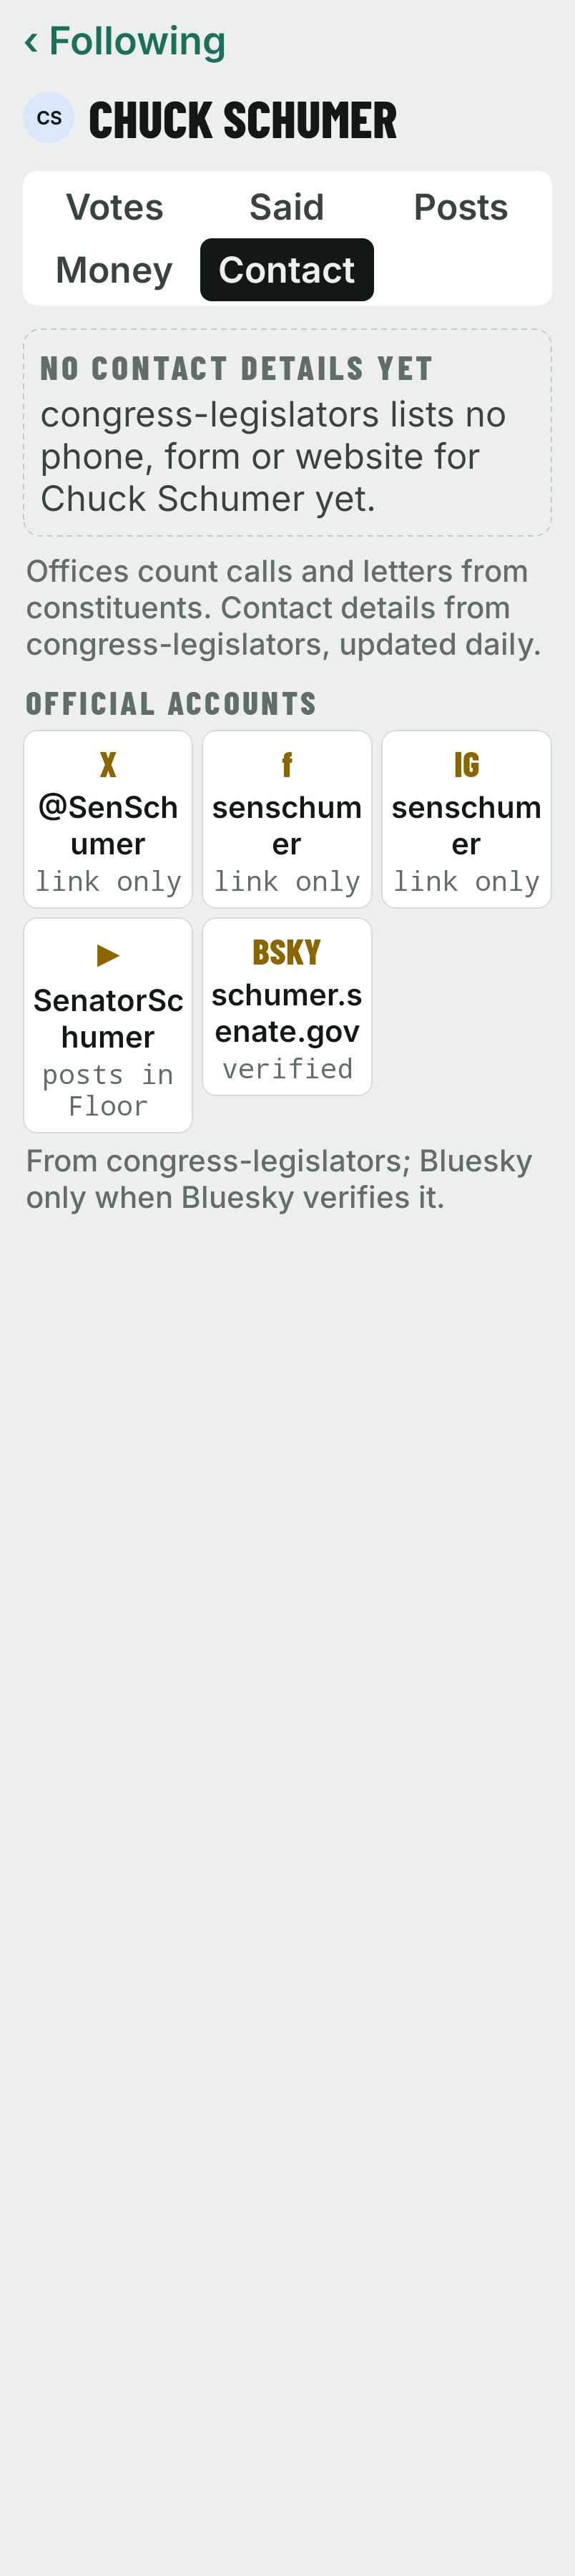 ‹ Following
CS CHUCK SCHUMER
Votes Said Posts
Money Contact
NO CONTACT DETAILS YET
congress-legislators lists no
phone, form or website for
Chuck Schumer yet.
Offices count calls and letters from
constituents. Contact details from
congress-legislators, updated daily.
OFFICIAL ACCOUNTS
X
@SenSch
umer
link only
f
senschum
er
link only
IG
senschum
er
link only
▶
SenatorSc
humer
posts in
Floor
BSKY
schumer.s
enate.gov
verified
From congress-legislators; Bluesky
only when Bluesky verifies it.